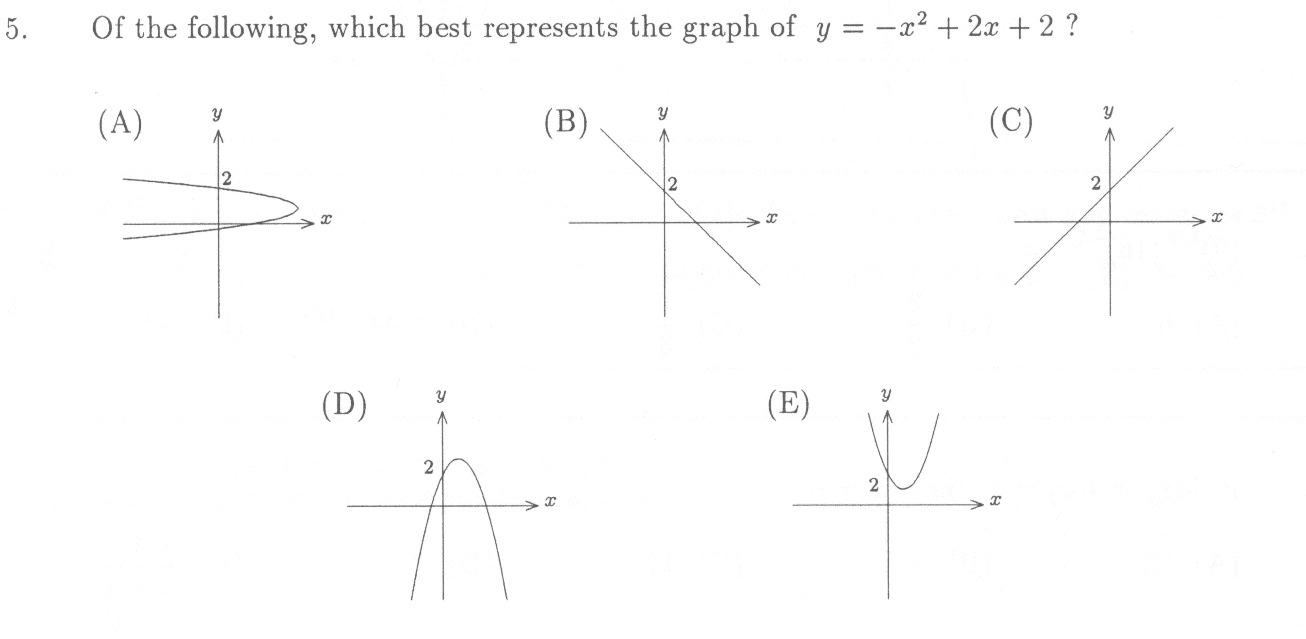 5. Of the following, which best represents the graph of y = −x² + 2x + 2 ?
(A) y 2 x
(B) y 2 x
(C) y 2 x
(D) y 2 x
(E) y 2 x